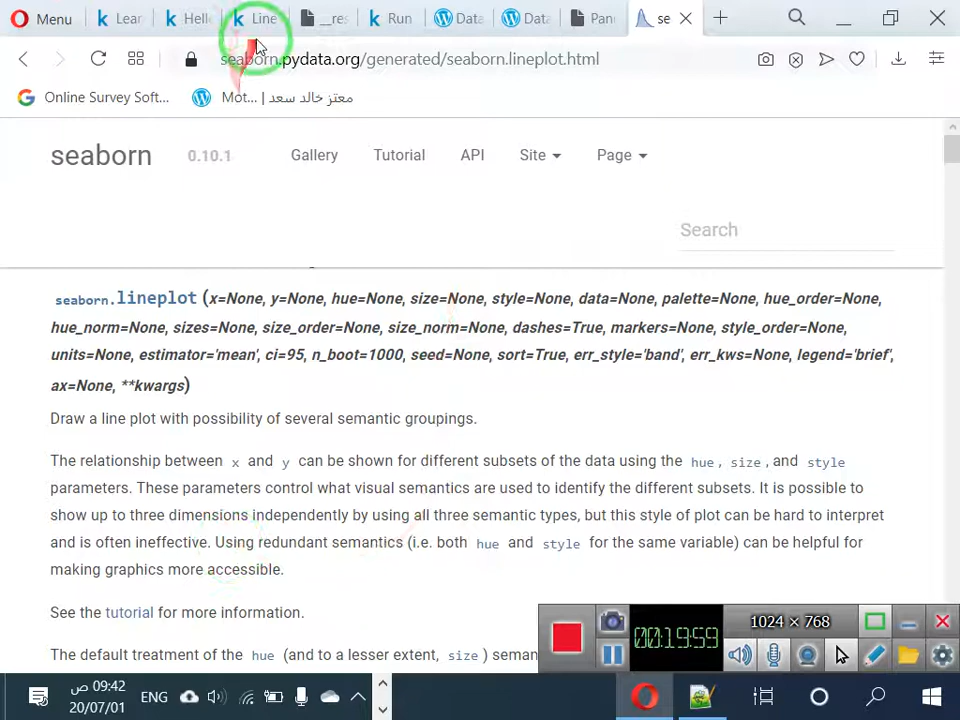 Menu
Lear
Hello
Line
__res
Run
Data
Data
Pan
se
seaborn.pydata.org/generated/seaborn.lineplot.html
Online Survey Soft...
Mot... | معتز خالد سعد
seaborn 0.10.1 Gallery Tutorial API Site Page
Search
seaborn.lineplot (x=None, y=None, hue=None, size=None, style=None, data=None, palette=None, hue_order=None,
hue_norm=None, sizes=None, size_order=None, size_norm=None, dashes=True, markers=None, style_order=None,
units=None, estimator='mean', ci=95, n_boot=1000, seed=None, sort=True, err_style='band', err_kws=None, legend='brief',
ax=None, **kwargs)
Draw a line plot with possibility of several semantic groupings.
The relationship between x and y can be shown for different subsets of the data using the hue, size, and style
parameters. These parameters control what visual semantics are used to identify the different subsets. It is possible to
show up to three dimensions independently by using all three semantic types, but this style of plot can be hard to interpret
and is often ineffective. Using redundant semantics (i.e. both hue and style for the same variable) can be helpful for
making graphics more accessible.
See the tutorial for more information.
The default treatment of the hue (and to a lesser extent, size) seman
00:19:59
1024 × 768
09:42 ص
ENG
20/07/01